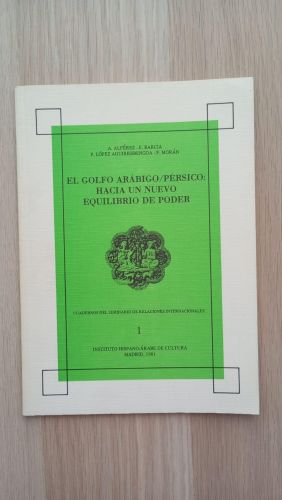 A. ALFÉREZ - E. BARCIA
P. LÓPEZ AGUIRREBENGOA - F. MORÁN
EL GOLFO ARÁBIGO/PÉRSICO:
HACIA UN NUEVO
EQUILIBRIO DE PODER
CUADERNOS DEL SEMINARIO DE RELACIONES INTERNACIONALES
1
INSTITUTO HISPANO-ARABE DE CULTURA
MADRID, 1981